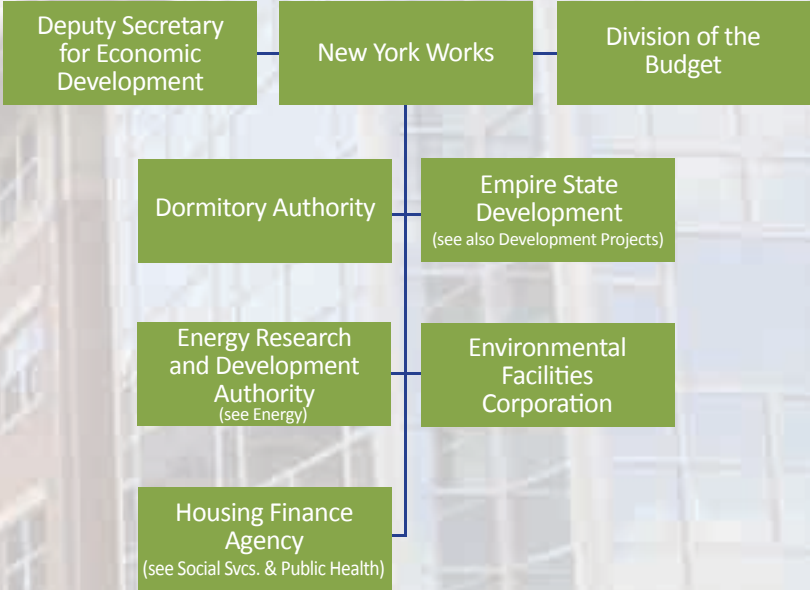 Deputy Secretary
for Economic
Development
New York Works
Division of the
Budget
Dormitory Authority
Empire State
Development
(see also Development Projects)
Energy Research
and Development
Authority
(see Energy)
Environmental
Facilities
Corporation
Housing Finance
Agency
(see Social Svcs. & Public Health)